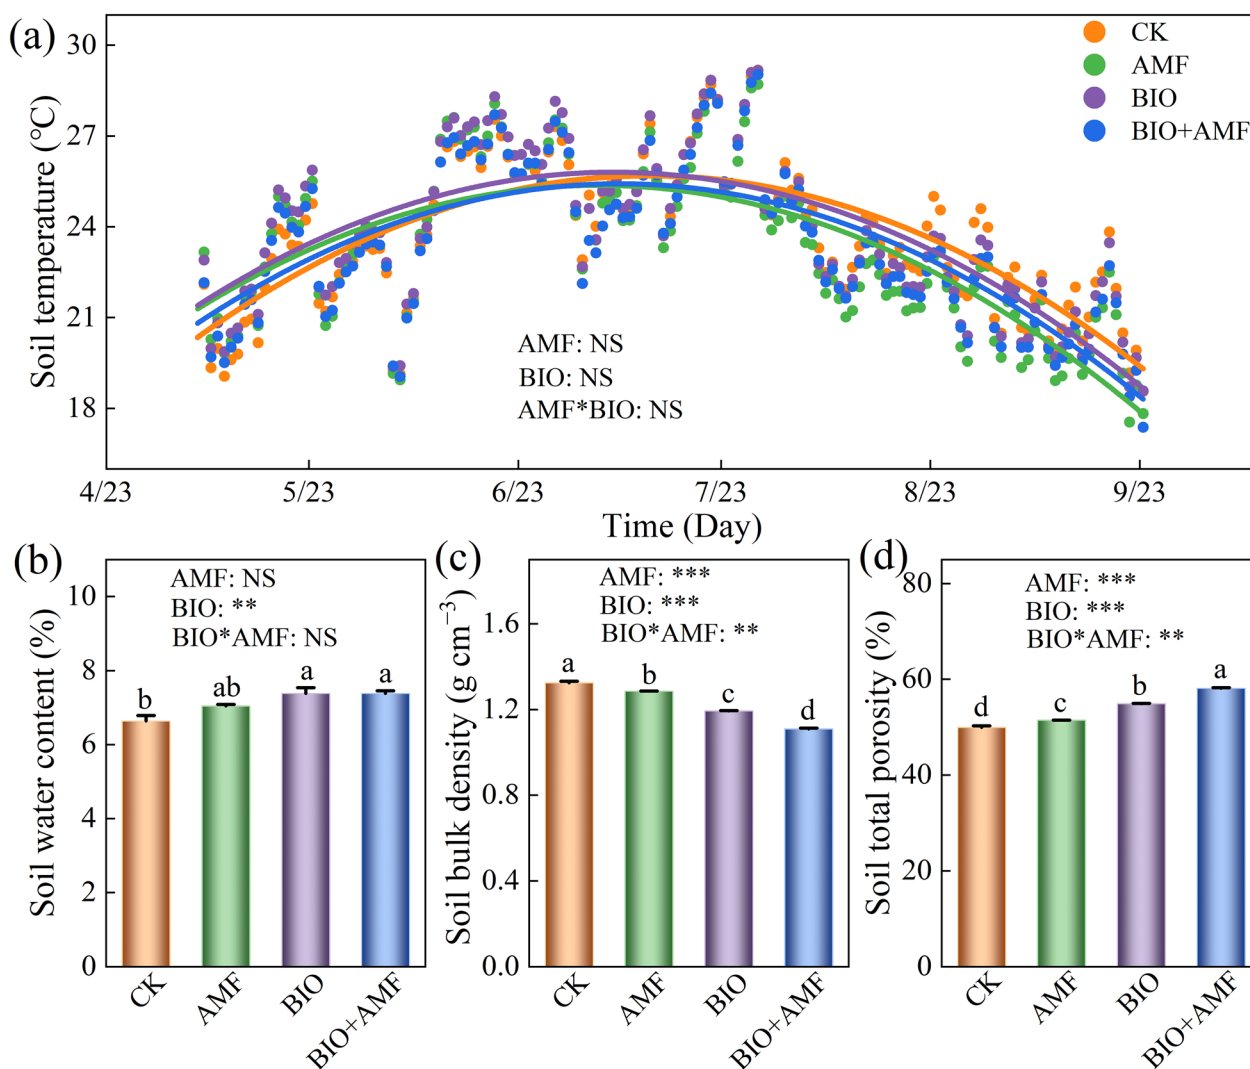 (a)
Soil temperature (°C)
30
27
24
21
18
CK
AMF
BIO
BIO+AMF
AMF: NS
BIO: NS
AMF*BIO: NS
4/23 5/23 6/23 7/23 8/23 9/23
Time (Day)
(b)
Soil water content (%)
10
8
6
4
2
0
AMF: NS
BIO: **
BIO*AMF: NS
b ab a a
CK AMF BIO BIO+AMF
(c)
Soil bulk density (g cm⁻³)
1.6
1.2
0.8
0.4
0.0
AMF: ***
BIO: ***
BIO*AMF: **
a b c d
CK AMF BIO BIO+AMF
(d)
Soil total porosity (%)
80
60
40
20
0
AMF: ***
BIO: ***
BIO*AMF: **
d c b a
CK AMF BIO BIO+AMF